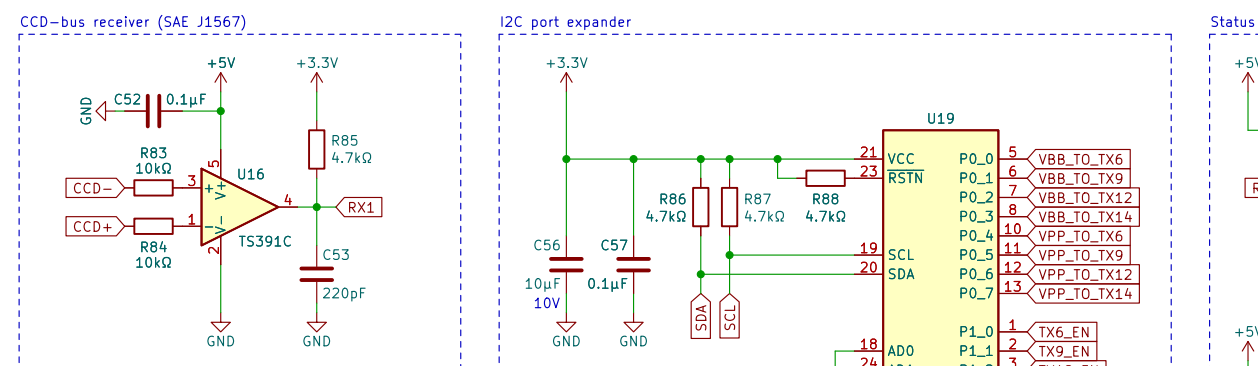 CCD-bus receiver (SAE J1567)
+5V
+3.3V
GND
C52
0.1µF
R85
4.7kΩ
R83
10kΩ
CCD-
3
+
V+
5
U16
4
RX1
CCD+
1
-
V-
2
TS391C
R84
10kΩ
C53
220pF
GND
GND
I2C port expander
+3.3V
U19
21
VCC
23
RSTN
R86
4.7kΩ
R87
4.7kΩ
R88
4.7kΩ
C56
10µF
10V
C57
0.1µF
19
SCL
20
SDA
SDA
SCL
GND
GND
18
AD0
24
P0_0 5 VBB_TO_TX6
P0_1 6 VBB_TO_TX9
P0_2 7 VBB_TO_TX12
P0_3 8 VBB_TO_TX14
P0_4 10 VPP_TO_TX6
P0_5 11 VPP_TO_TX9
P0_6 12 VPP_TO_TX12
P0_7 13 VPP_TO_TX14
P1_0 1 TX6_EN
P1_1 2 TX9_EN
3
Status
+5V
R
+5V